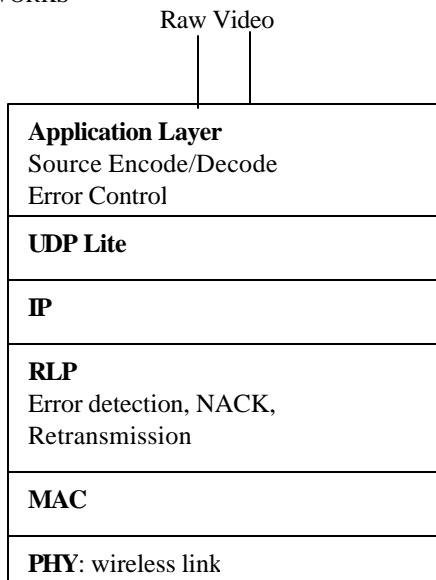 Raw Video
Application Layer
Source Encode/Decode
Error Control
UDP Lite
IP
RLP
Error detection, NACK,
Retransmission
MAC
PHY: wireless link